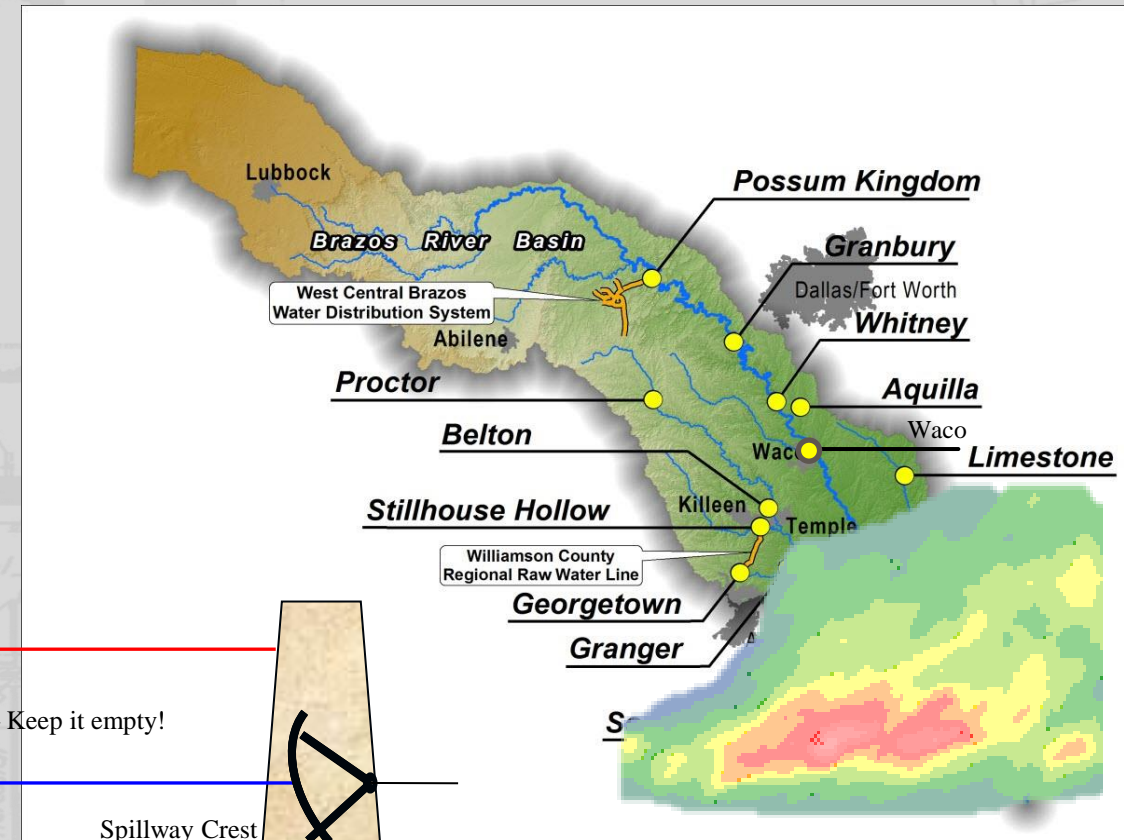 Lubbock
Possum Kingdom
Brazos River Basin
Granbury
West Central Brazos
Water Distribution System
Dallas/Fort Worth
Whitney
Abilene
Proctor
Aquilla
Waco
Belton
Waco
Limestone
Killeen
Stillhouse Hollow
Temple
Williamson County
Regional Raw Water Line
Georgetown
Granger
Keep it empty!
Spillway Crest